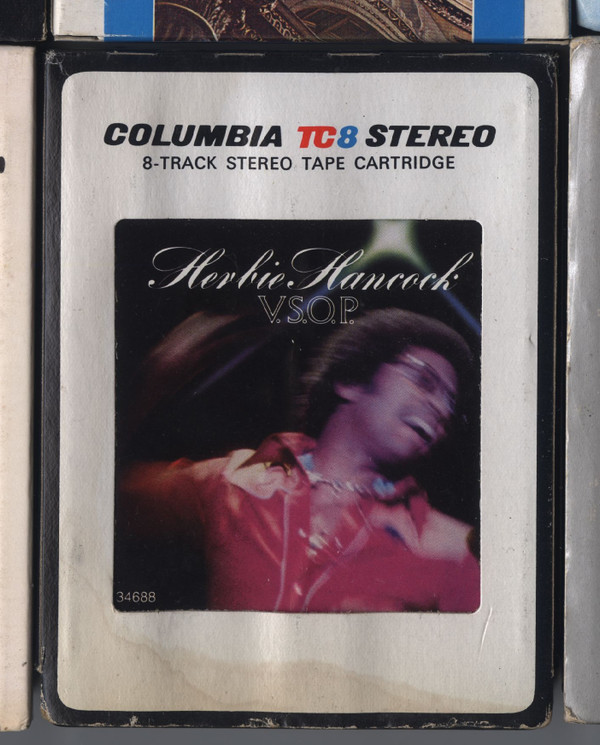 COLUMBIA TC8 STEREO
8-TRACK STEREO TAPE CARTRIDGE
Herbie Hancock
V.S.O.P.
34688